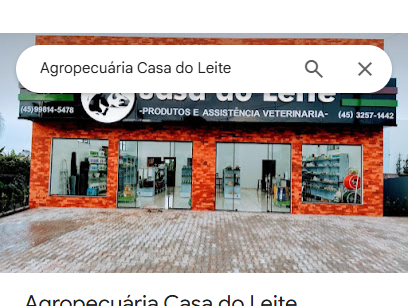 Agropecuária Casa do Leite
Casa do Leite
(45)99814-5478
-PRODUTOS E ASSISTÊNCIA VETERINARIA-
(45) 3257-1442
Agropecuária Casa do Leite